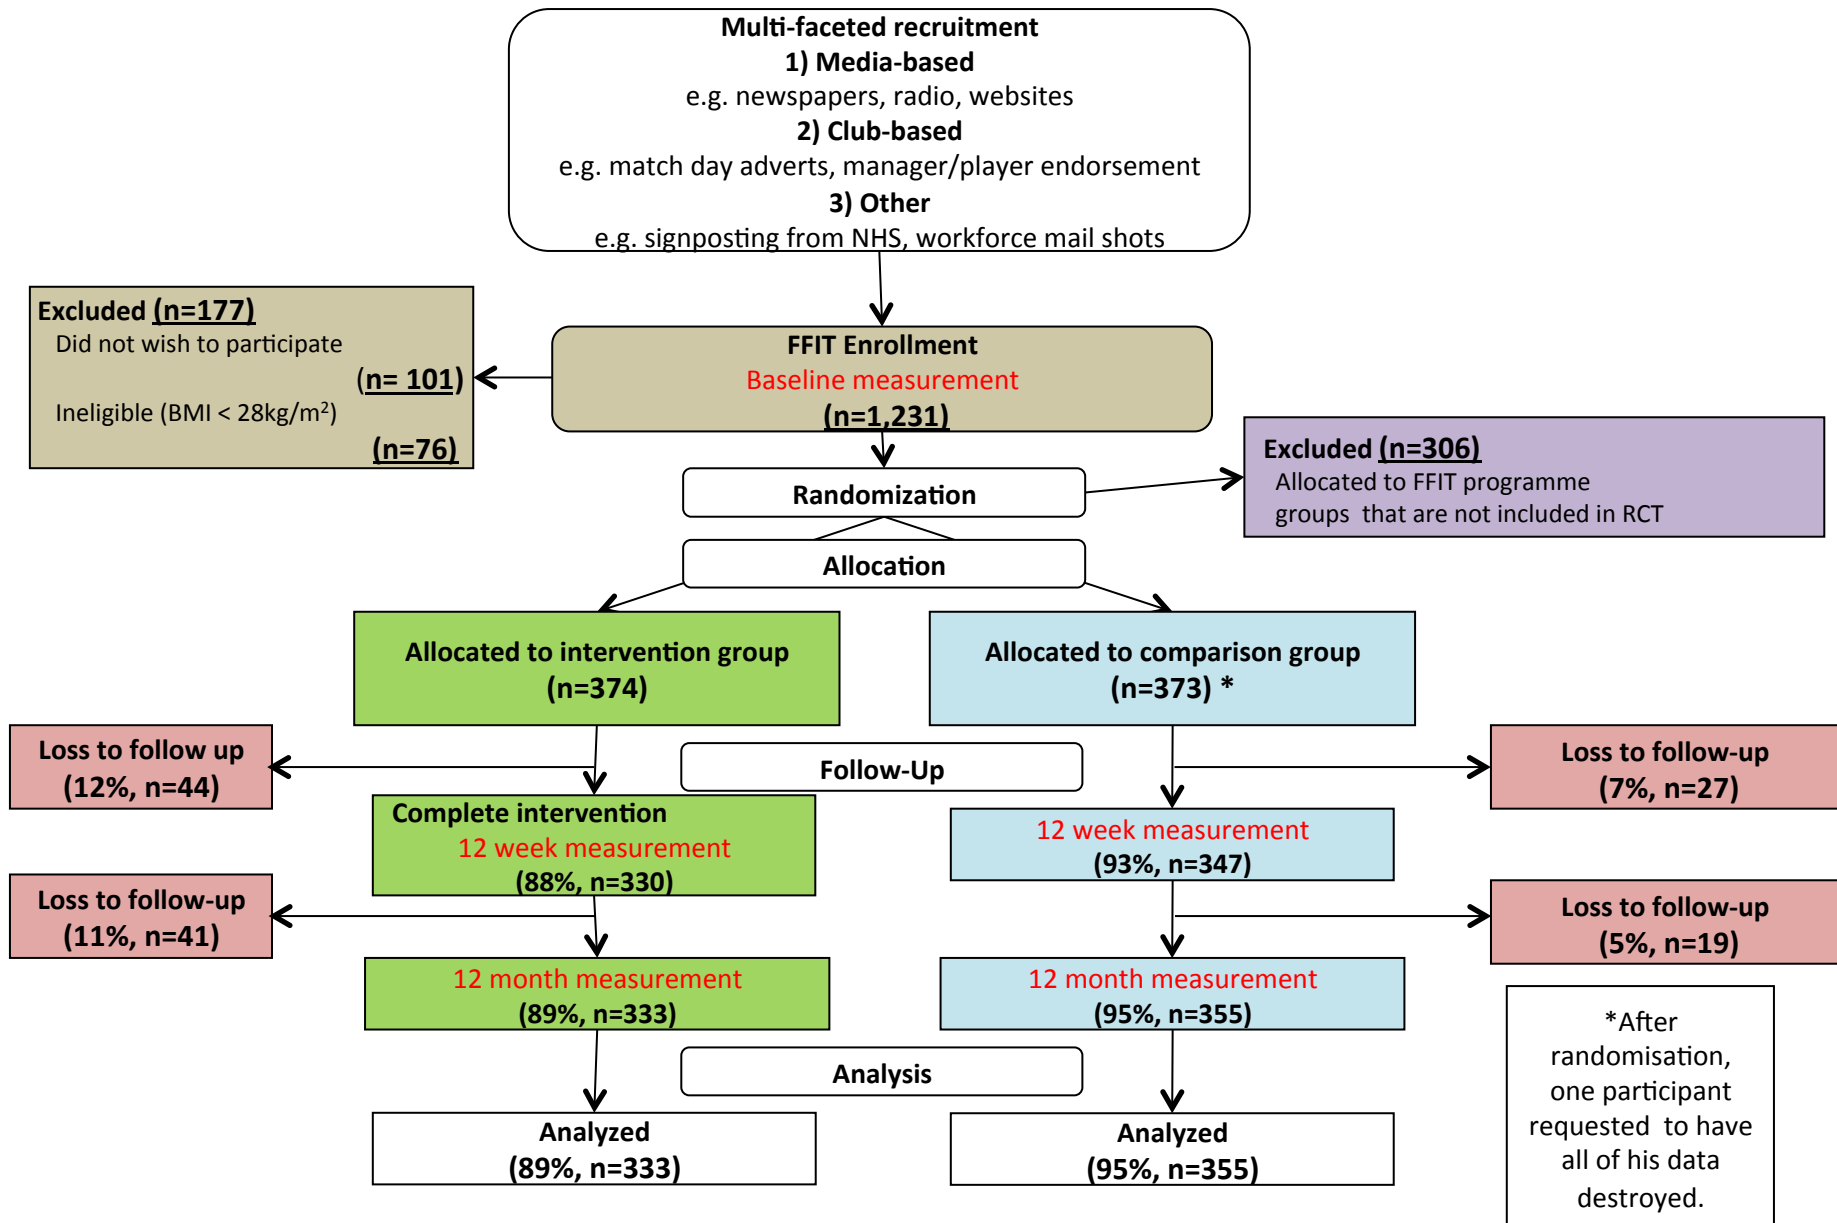 Multi-faceted recruitment
1) Media-based
e.g. newspapers, radio, websites
2) Club-based
e.g. match day adverts, manager/player endorsement
3) Other
e.g. signposting from NHS, workforce mail shots
Excluded (n=177)
Did not wish to participate
(n= 101)
Ineligible (BMI < 28kg/m²)
(n=76)
FFIT Enrollment
Baseline measurement
(n=1,231)
Randomization
Excluded (n=306)
Allocated to FFIT programme
groups  that are not included in RCT
Allocation
Allocated to intervention group
(n=374)
Allocated to comparison group
(n=373) *
Loss to follow up
(12%, n=44)
Follow-Up
Loss to follow-up
(7%, n=27)
Complete intervention
12 week measurement
(88%, n=330)
12 week measurement
(93%, n=347)
Loss to follow-up
(11%, n=41)
Loss to follow-up
(5%, n=19)
12 month measurement
(89%, n=333)
12 month measurement
(95%, n=355)
Analysis
Analyzed
(89%, n=333)
Analyzed
(95%, n=355)
*After
randomisation,
one participant
requested  to have
all of his data
destroyed.